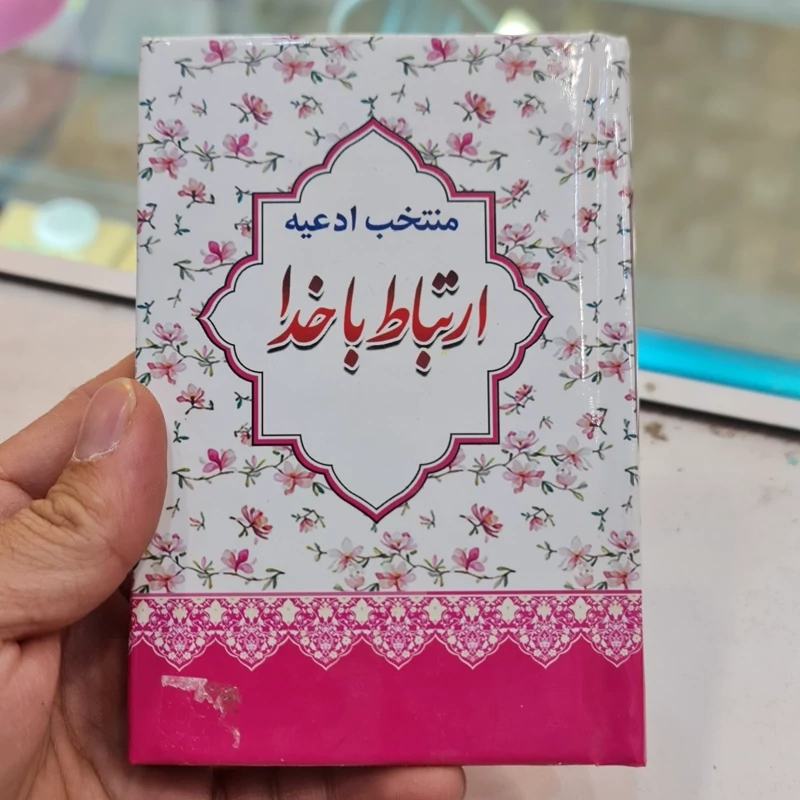 منتخب ادعیه
ارتباط با خدا